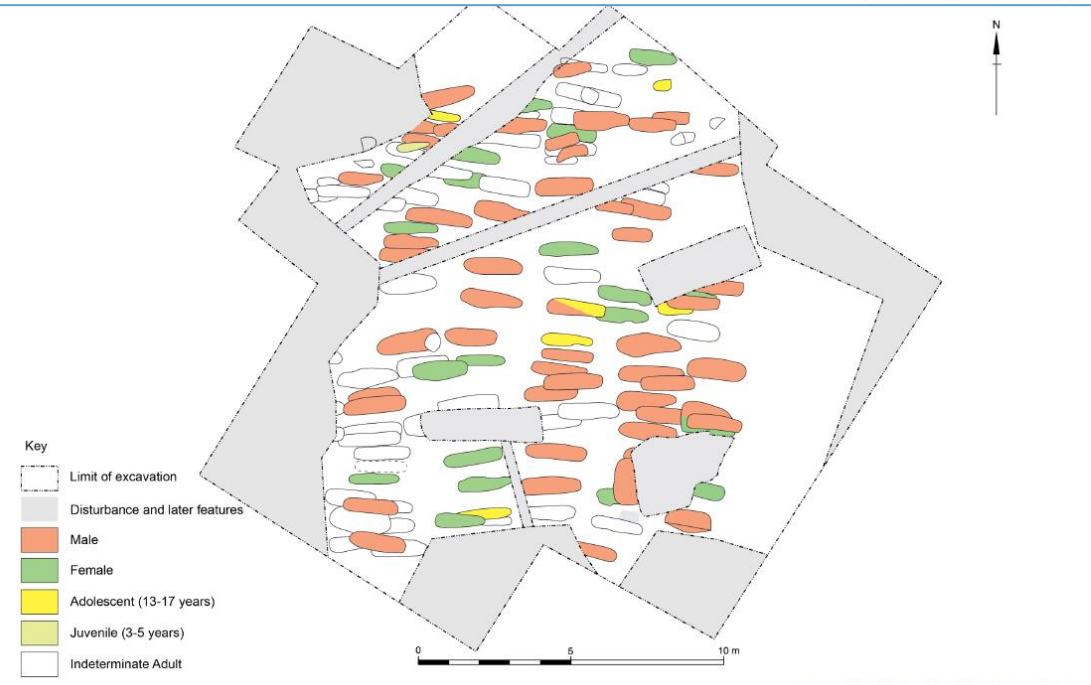 N
Key
Limit of excavation
Disturbance and later features
Male
Female
Adolescent (13-17 years)
Juvenile (3-5 years)
Indeterminate Adult
0 5 10 m